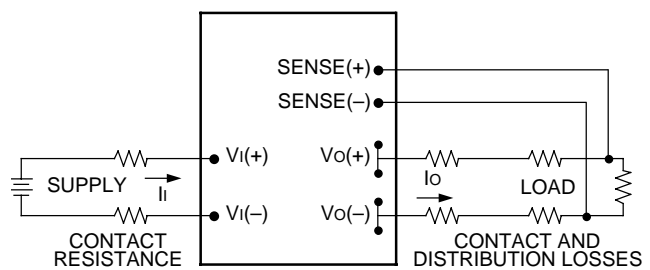 SENSE(+)
SENSE(–)
VI(+)
VO(+)
IO
SUPPLY
II
LOAD
VI(–)
VO(–)
CONTACT
RESISTANCE
CONTACT AND
DISTRIBUTION LOSSES